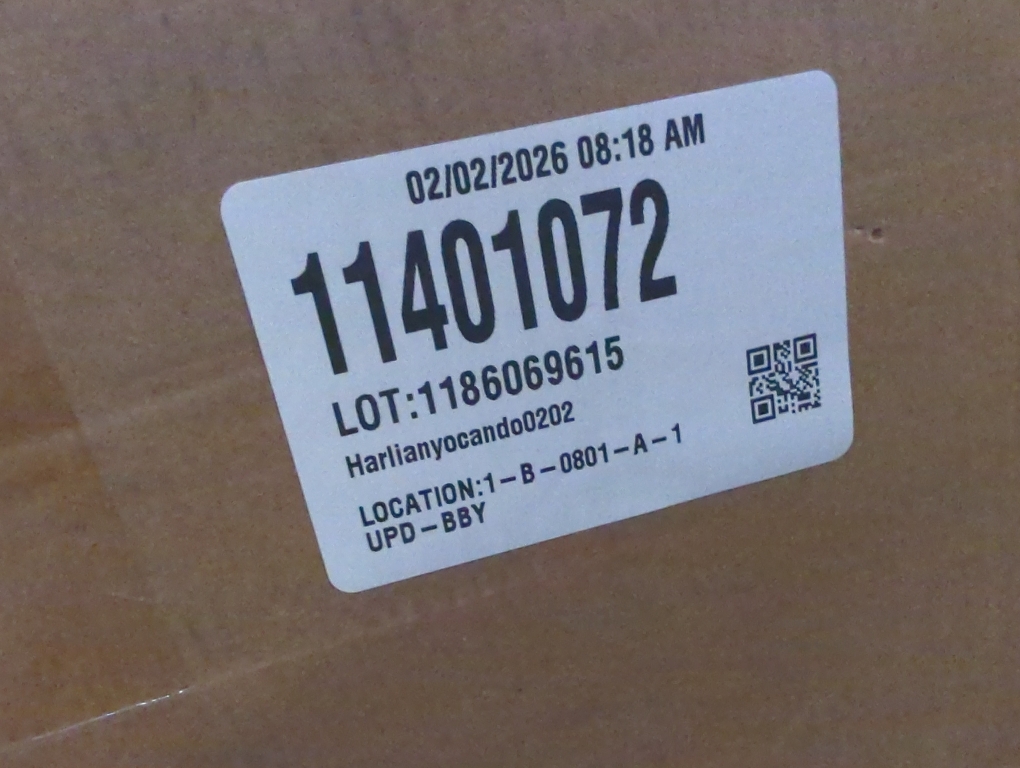 02/02/2026 08:18 AM
11401072
LOT:1186069615
Harlianyocando0202
LOCATION:1-B-0801-A-1
UPD-BBY